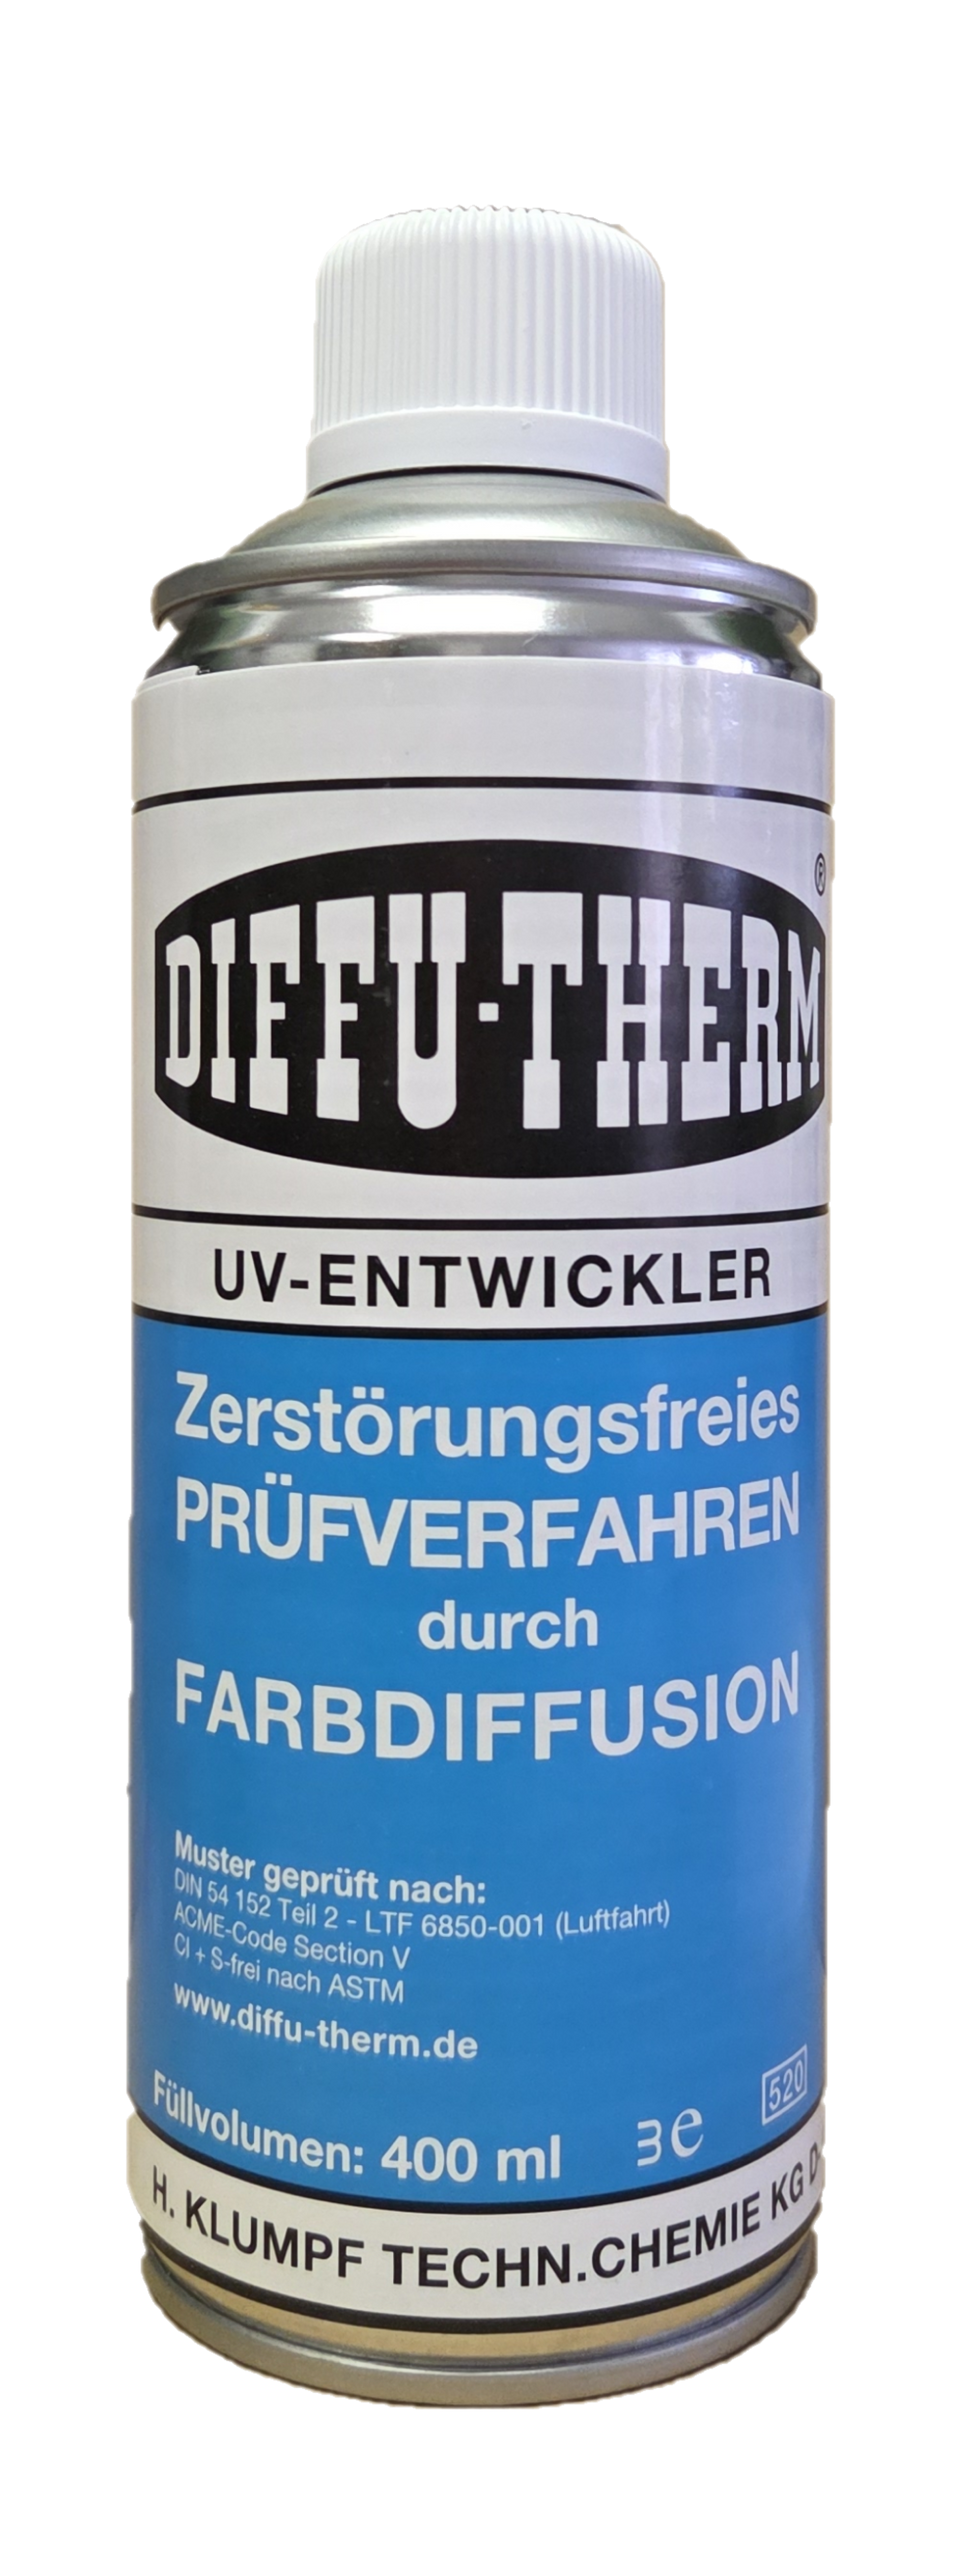 DIFFU·THERM®
UV-ENTWICKLER
Zerstörungsfreies
PRÜFVERFAHREN
durch
FARBDIFFUSION
Muster geprüft nach:
DIN 54 152 Teil 2 - LTF 6850-001 (Luftfahrt)
ACME-Code Section V
Cl + S-frei nach ASTM
www.diffu-therm.de
Füllvolumen: 400 ml 3 e 520
H. KLUMPF TECHN.CHEMIE KG D-